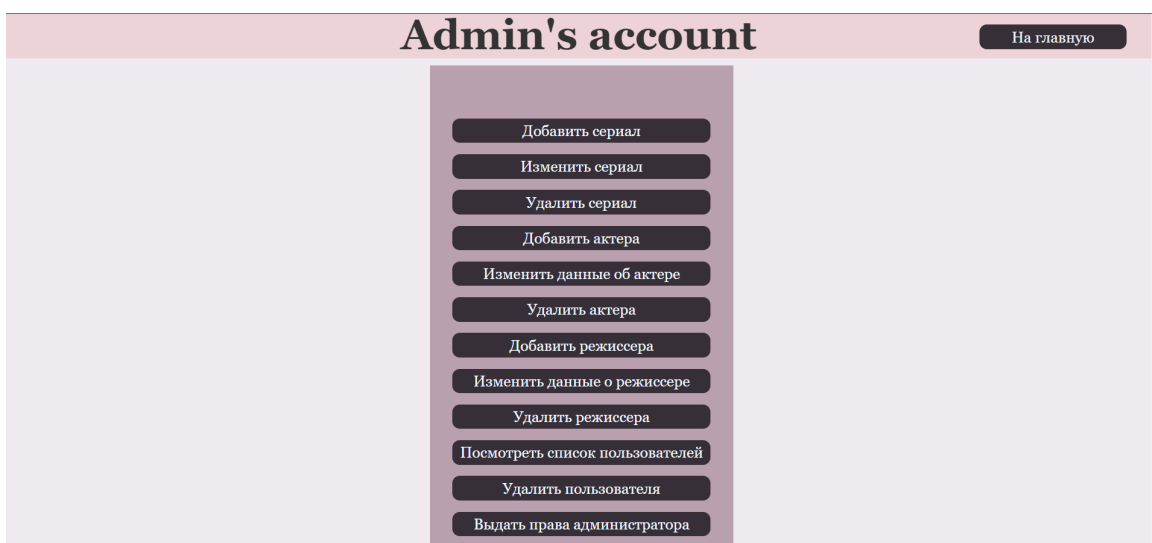 Admin's account
На главную
Добавить сериал
Изменить сериал
Удалить сериал
Добавить актера
Изменить данные об актере
Удалить актера
Добавить режиссера
Изменить данные о режиссере
Удалить режиссера
Посмотреть список пользователей
Удалить пользователя
Выдать права администратора